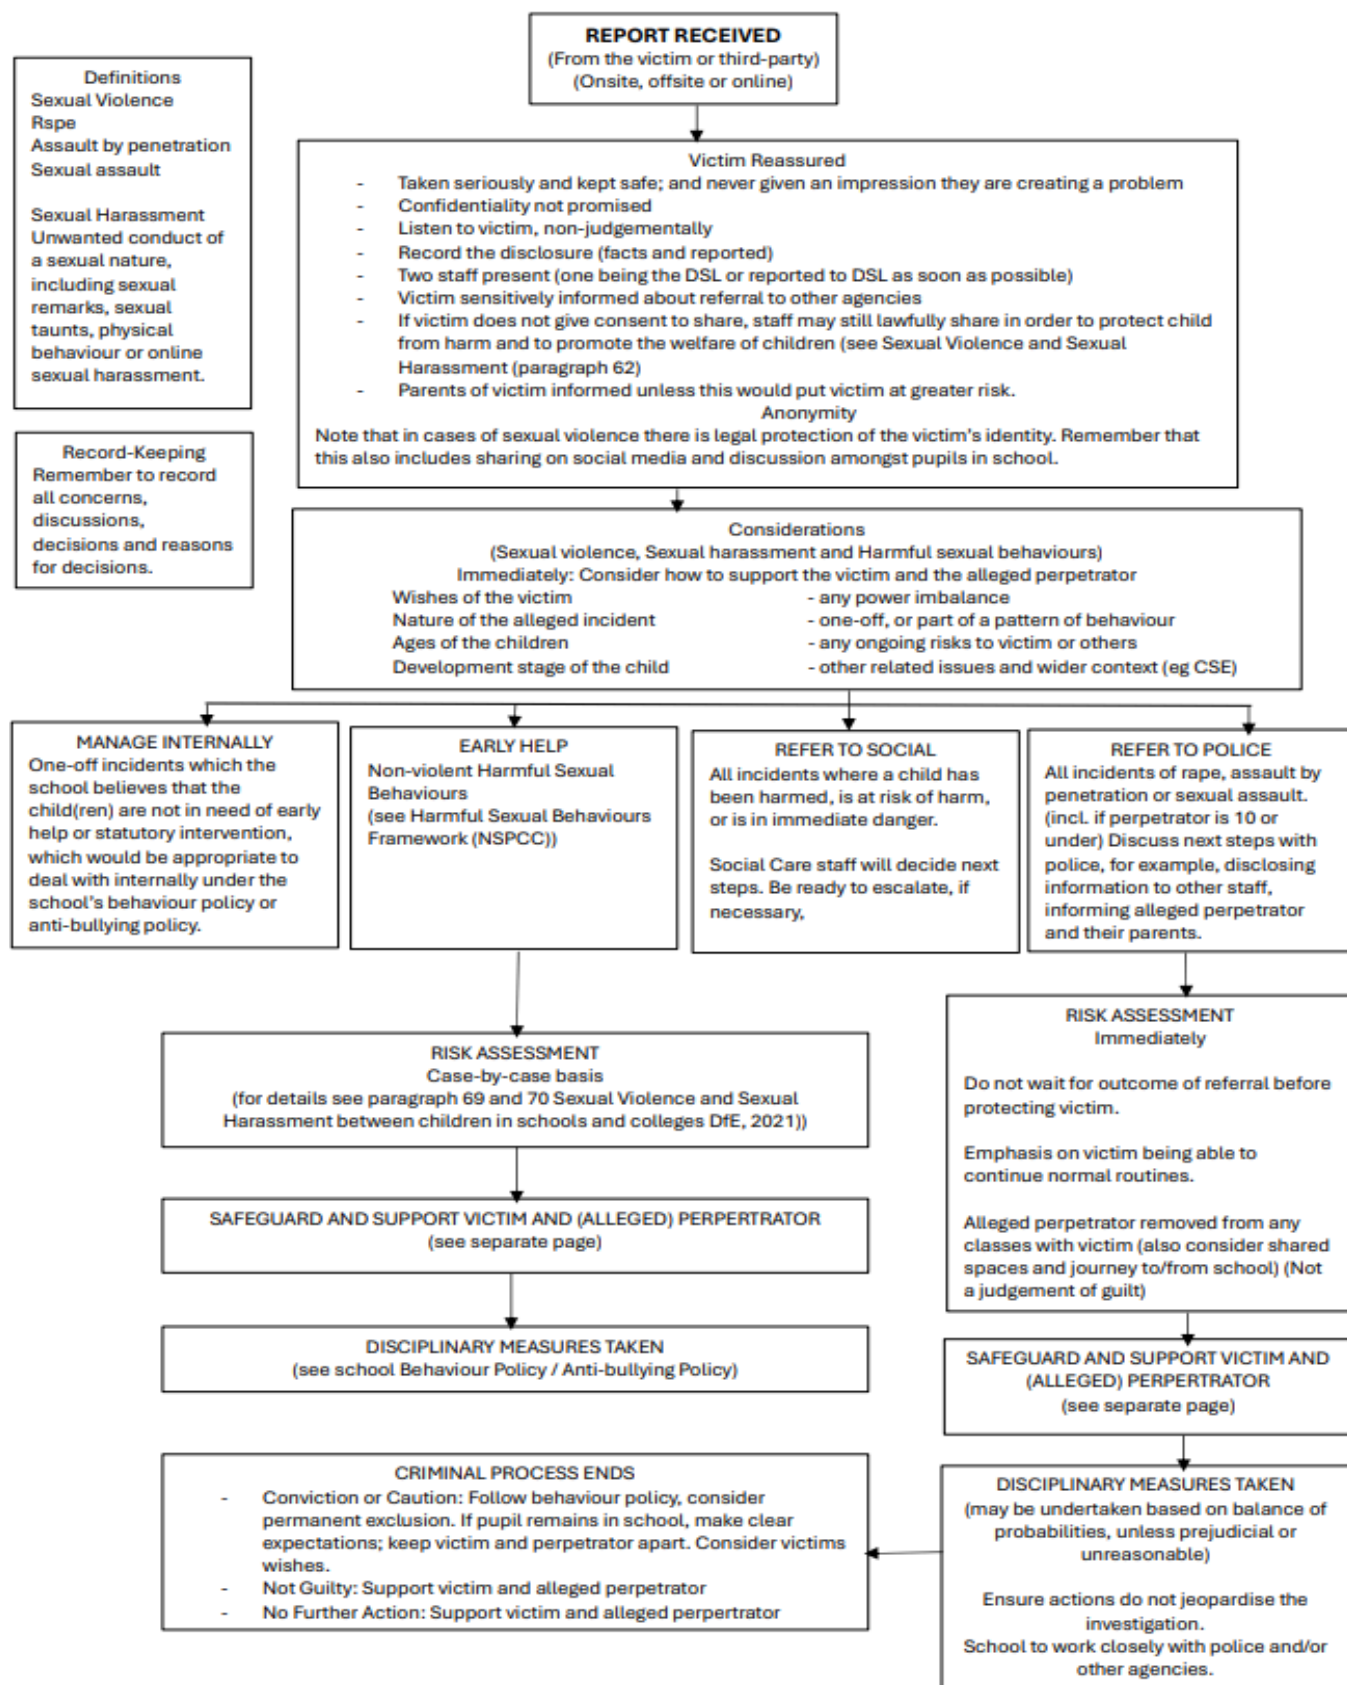 REPORT RECEIVED
(From the victim or third-party)
(Onsite, offsite or online)
Definitions
Sexual Violence
Rspe
Assault by penetration
Sexual assault
Sexual Harassment
Unwanted conduct of
a sexual nature,
including sexual
remarks, sexual
taunts, physical
behaviour or online
sexual harassment.
Record-Keeping
Remember to record
all concerns,
discussions,
decisions and reasons
for decisions.
Victim Reassured
- Taken seriously and kept safe; and never given an impression they are creating a problem
- Confidentiality not promised
- Listen to victim, non-judgementally
- Record the disclosure (facts and reported)
- Two staff present (one being the DSL or reported to DSL as soon as possible)
- Victim sensitively informed about referral to other agencies
- If victim does not give consent to share, staff may still lawfully share in order to protect child
from harm and to promote the welfare of children (see Sexual Violence and Sexual
Harassment (paragraph 62)
- Parents of victim informed unless this would put victim at greater risk.
Anonymity
Note that in cases of sexual violence there is legal protection of the victim's identity. Remember that
this also includes sharing on social media and discussion amongst pupils in school.
Considerations
(Sexual violence, Sexual harassment and Harmful sexual behaviours)
Immediately: Consider how to support the victim and the alleged perpetrator
Wishes of the victim - any power imbalance
Nature of the alleged incident - one-off, or part of a pattern of behaviour
Ages of the children - any ongoing risks to victim or others
Development stage of the child - other related issues and wider context (eg CSE)
MANAGE INTERNALLY
One-off incidents which the
school believes that the
child(ren) are not in need of early
help or statutory intervention,
which would be appropriate to
deal with internally under the
school's behaviour policy or
anti-bullying policy.
EARLY HELP
Non-violent Harmful Sexual
Behaviours
(see Harmful Sexual Behaviours
Framework (NSPCC))
REFER TO SOCIAL
All incidents where a child has
been harmed, is at risk of harm,
or is in immediate danger.
Social Care staff will decide next
steps. Be ready to escalate, if
necessary,
REFER TO POLICE
All incidents of rape, assault by
penetration or sexual assault.
(incl. if perpetrator is 10 or
under) Discuss next steps with
police, for example, disclosing
information to other staff,
informing alleged perpetrator
and their parents.
RISK ASSESSMENT
Case-by-case basis
(for details see paragraph 69 and 70 Sexual Violence and Sexual
Harassment between children in schools and colleges DfE, 2021))
SAFEGUARD AND SUPPORT VICTIM AND (ALLEGED) PERPERTRATOR
(see separate page)
DISCIPLINARY MEASURES TAKEN
(see school Behaviour Policy / Anti-bullying Policy)
RISK ASSESSMENT
Immediately
Do not wait for outcome of referral before
protecting victim.
Emphasis on victim being able to
continue normal routines.
Alleged perpetrator removed from any
classes with victim (also consider shared
spaces and journey to/from school) (Not
a judgement of guilt)
SAFEGUARD AND SUPPORT VICTIM AND
(ALLEGED) PERPERTRATOR
(see separate page)
DISCIPLINARY MEASURES TAKEN
(may be undertaken based on balance of
probabilities, unless prejudicial or
unreasonable)
Ensure actions do not jeopardise the
investigation.
School to work closely with police and/or
other agencies.
CRIMINAL PROCESS ENDS
- Conviction or Caution: Follow behaviour policy, consider
permanent exclusion. If pupil remains in school, make clear
expectations; keep victim and perpetrator apart. Consider victims
wishes.
- Not Guilty: Support victim and alleged perpetrator
- No Further Action: Support victim and alleged perpertrator